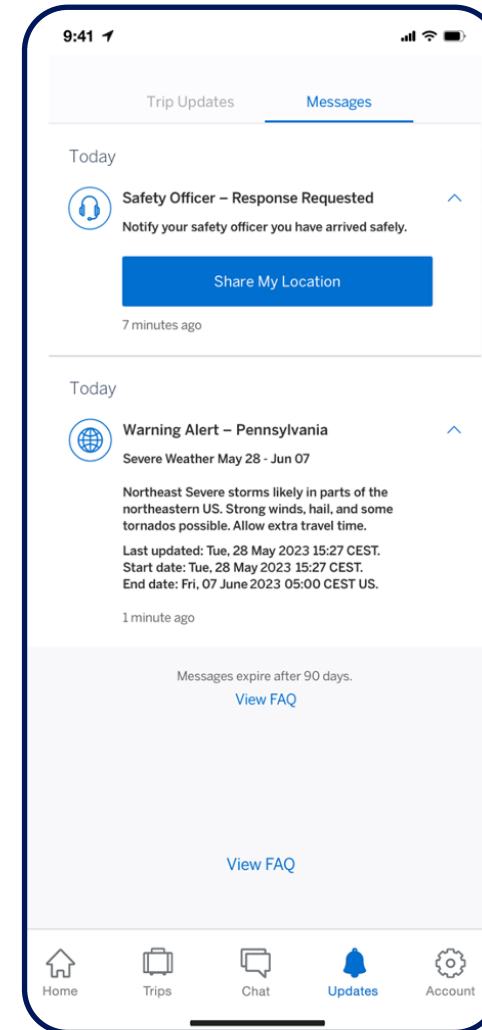 9:41
Trip Updates Messages
Today
Safety Officer – Response Requested
Notify your safety officer you have arrived safely.
Share My Location
7 minutes ago
Today
Warning Alert – Pennsylvania
Severe Weather May 28 - Jun 07
Northeast Severe storms likely in parts of the
northeastern US. Strong winds, hail, and some
tornados possible. Allow extra travel time.
Last updated: Tue, 28 May 2023 15:27 CEST.
Start date: Tue, 28 May 2023 15:27 CEST.
End date: Fri, 07 June 2023 05:00 CEST US.
1 minute ago
Messages expire after 90 days.
View FAQ
View FAQ
Home Trips Chat Updates Account